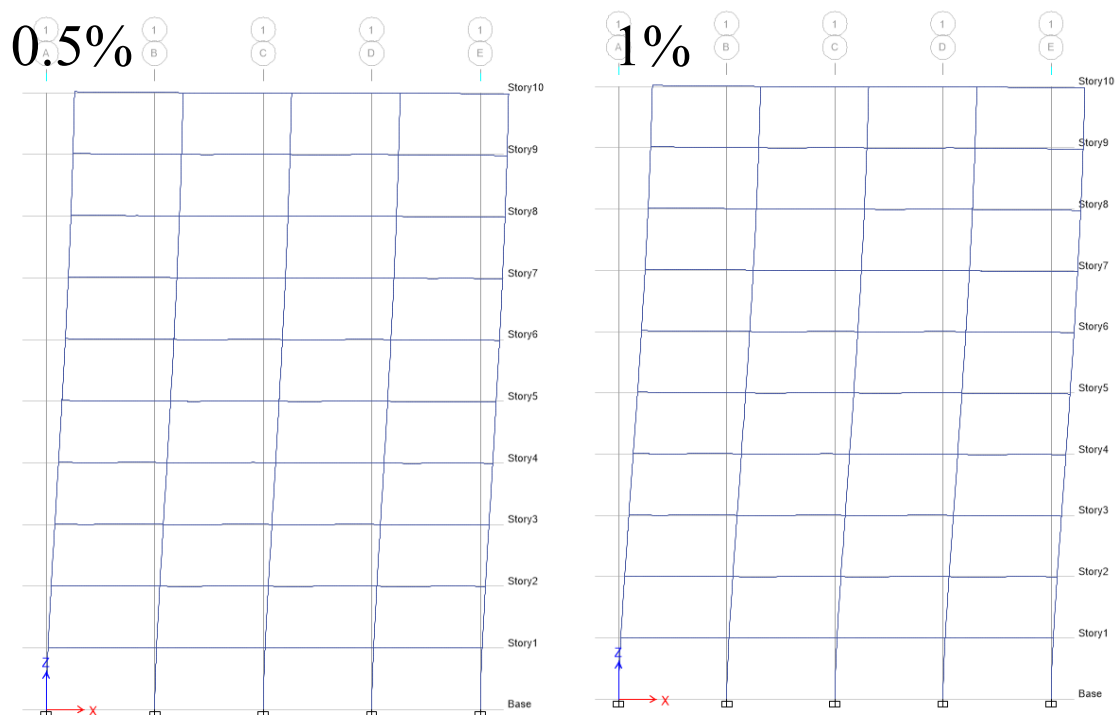 0.5%
1 1 1 1 1
A B C D E
Story10
Story9
Story8
Story7
Story6
Story5
Story4
Story3
Story2
Story1
Z
X
Base
1%
1 1 1 1 1
A B C D E
Story10
Story9
Story8
Story7
Story6
Story5
Story4
Story3
Story2
Story1
Z
X
Base